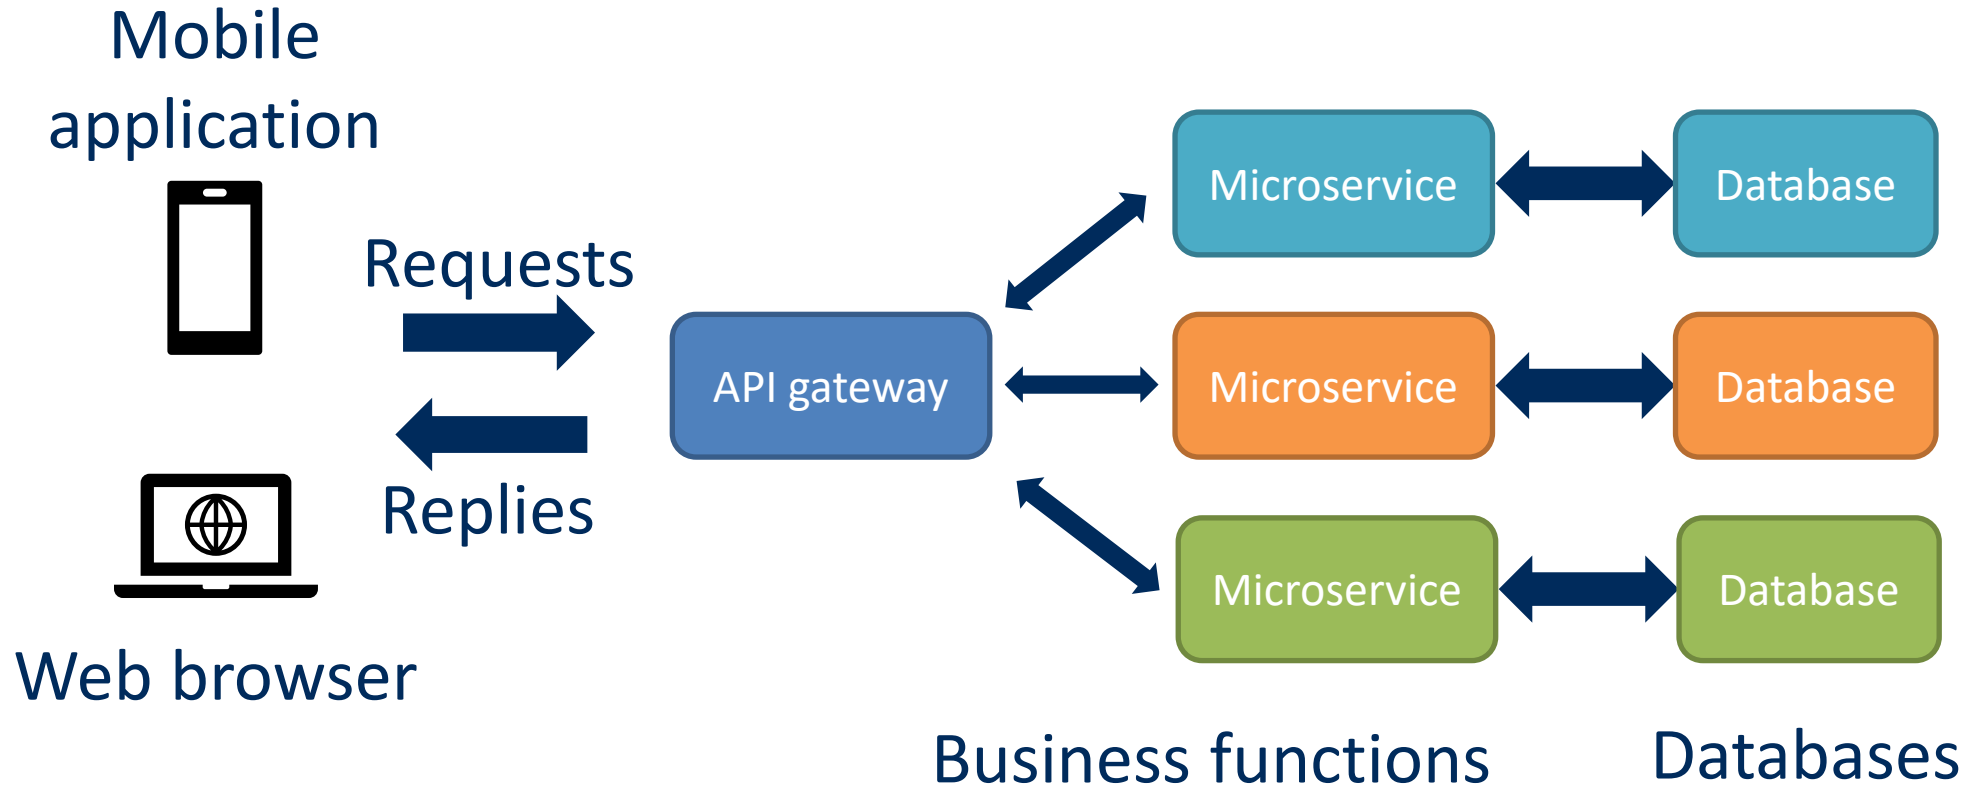 Mobile
application
Requests
Replies
Web browser
API gateway
Microservice
Database
Microservice
Database
Microservice
Database
Business functions
Databases